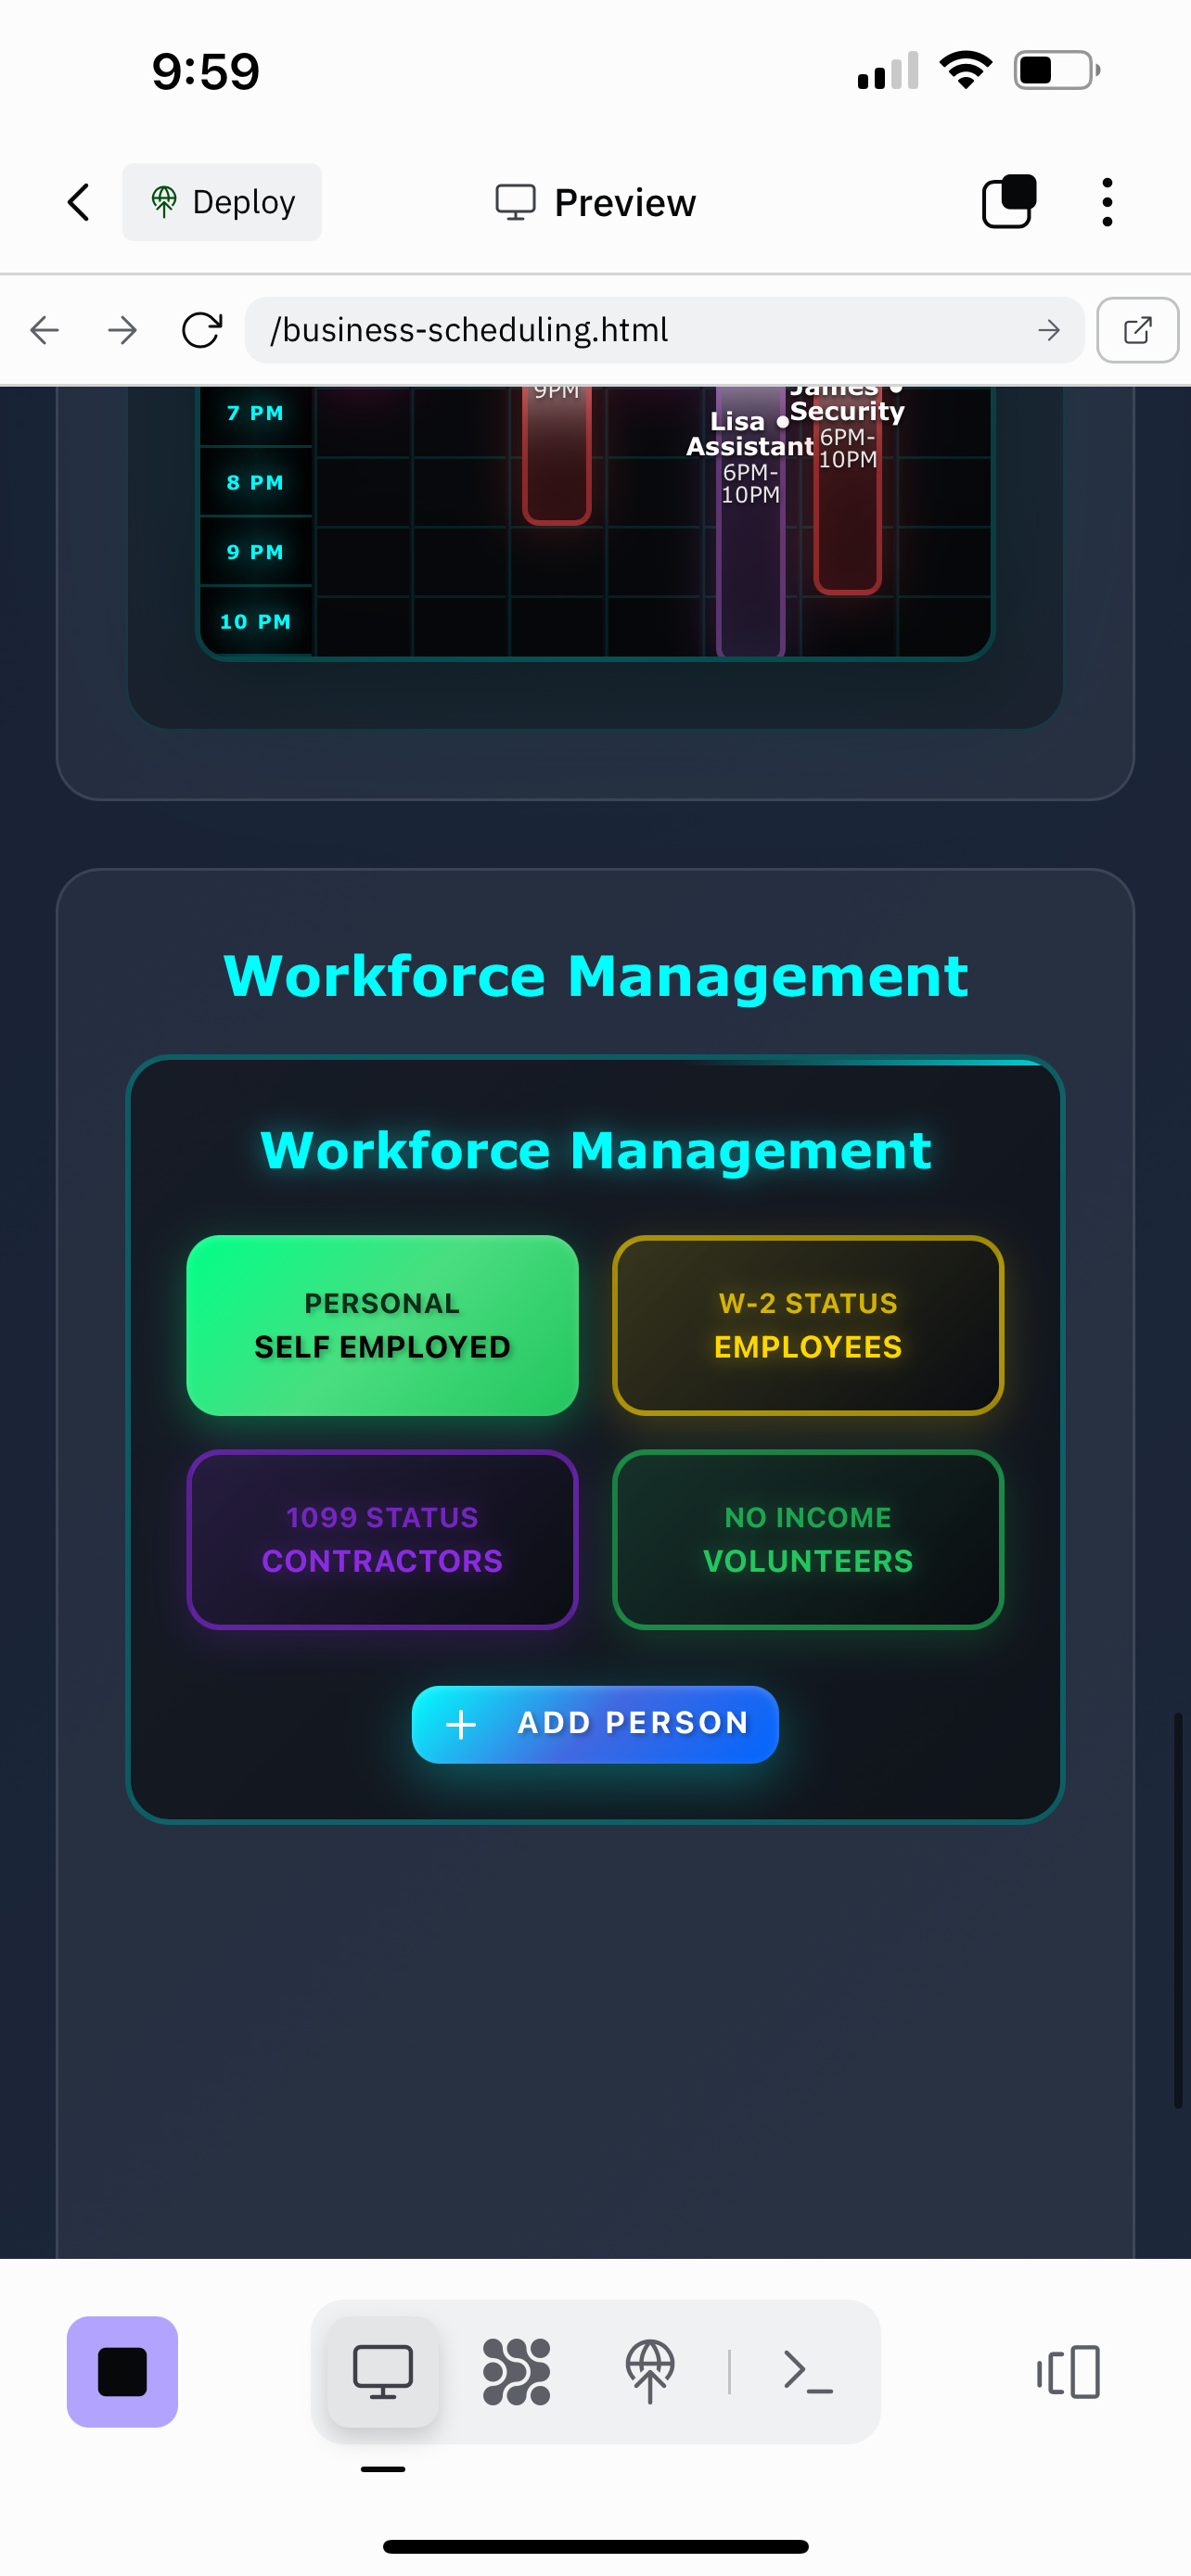 9:59
Deploy
Preview
/business-scheduling.html
7 PM
8 PM
9 PM
10 PM
9PM
Lisa
Assistant
6PM-
10PM
James
Security
6PM-
10PM
Workforce Management
Workforce Management
PERSONAL
SELF EMPLOYED
W-2 STATUS
EMPLOYEES
1099 STATUS
CONTRACTORS
NO INCOME
VOLUNTEERS
+ ADD PERSON